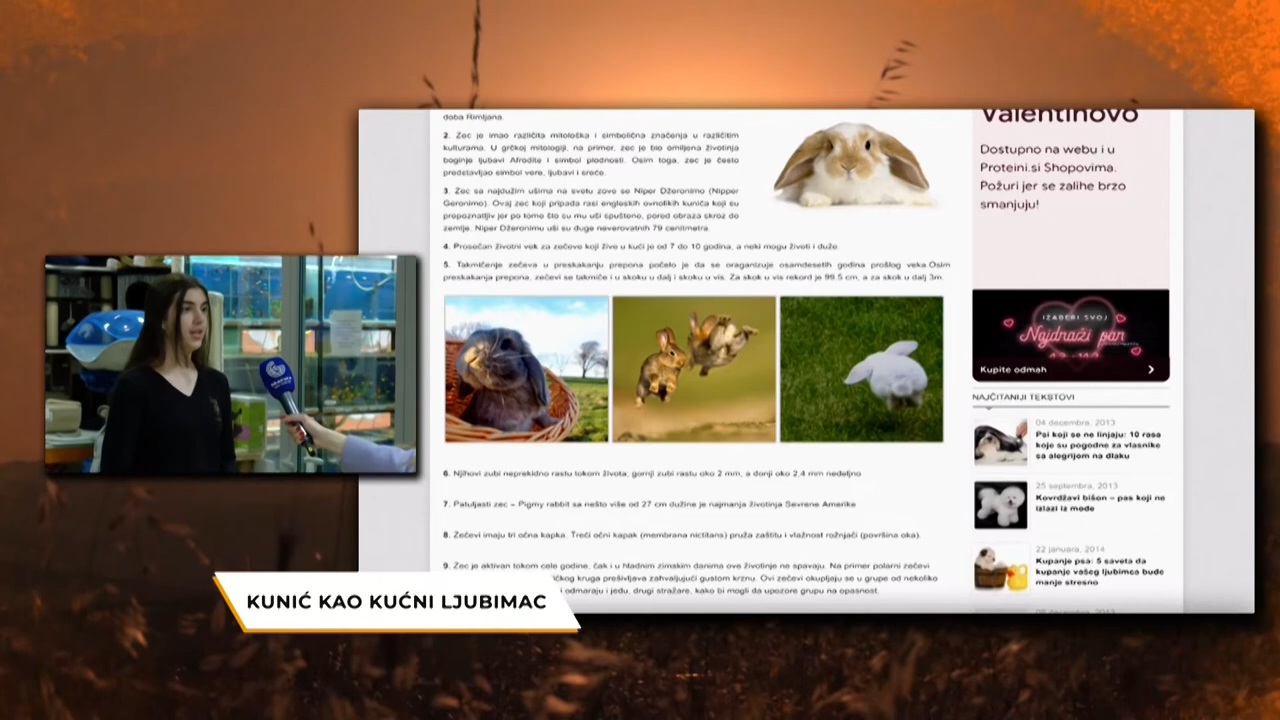 doba Rimljana.
2. Zec je imao različita mitološka i simbolična značenja u različitim
kulturama. U grčkoj mitologiji, na primer, zec je bio omiljena životinja
boginje ljubavi Afrodite i simbol plodnosti. Osim toga, zec je često
predstavljao simbol vere, ljubavi i sreće.
3. Zec sa najdužim ušima na svetu zove se Niper Džeronimo (Nipper
Geronimo). Ovaj zec koji pripada rasi engleskih ovnolikih kunića koji su
prepoznatljiv jer po tome što su mu uši spuštene, pored obraza skroz do
zemlje. Niper Džeronimu uši su duge neverovatnih 79 centimetra.
4. Prosečan životni vek za zečeve koji žive u kući je od 7 do 10 godina, a neki mogu živeti i duže.
5. Takmičenje zečeva u preskakanju prepona počelo je da se oraganizuje osamdesetih godina prošlog veka.Osim
preskakanja prepona, zečevi se takmiče i u skoku u dalj i skoku u vis. Za skok u vis rekord je 99.5 cm, a za skok u dalj 3m.
6. Njihovi zubi neprekidno rastu tokom života; gornji zubi rastu oko 2 mm, a donji oko 2,4 mm nedeljno
7. Patuljasti zec – Pigmy rabbit sa nešto više od 27 cm dužine je najmanja životinja Severne Amerike
8. Zečevi imaju tri očna kapka. Treći očni kapak (membrana nictitans) pruža zaštitu i vlažnost rožnjači (površina oka).
9. Zec je aktivan tokom cele godine, čak i u hladnim zimskim danima ove životinje ne spavaju. Na primer polarni zečevi
kruga preživljava zahvaljujući gustom krznu. Ovi zečevi okupljaju se u grupe od nekoliko
odmaraju i jedu, drugi stražare, kako bi mogli da upozore grupu na opasnost.
Valentinovo
Dostupno na webu i u
Proteini.si Shopovima.
Požuri jer se zalihe brzo
smanjuju!
IZABERI SVOJ
Najdraži par
Kupite odmah
NAJČITANIJI TEKSTOVI
04 decembra, 2013
Psi koji se ne linjaju: 10 rasa
koje su pogodne za vlasnike
sa alegrijom na dlaku
25 septembra, 2013
Kovrdžavi bišon – pas koji ne
izlazi iz mode
22 januara, 2014
Kupanje psa: 5 saveta da
kupanje vašeg ljubimca bude
manje stresno
KUNIĆ KAO KUĆNI LJUBIMAC